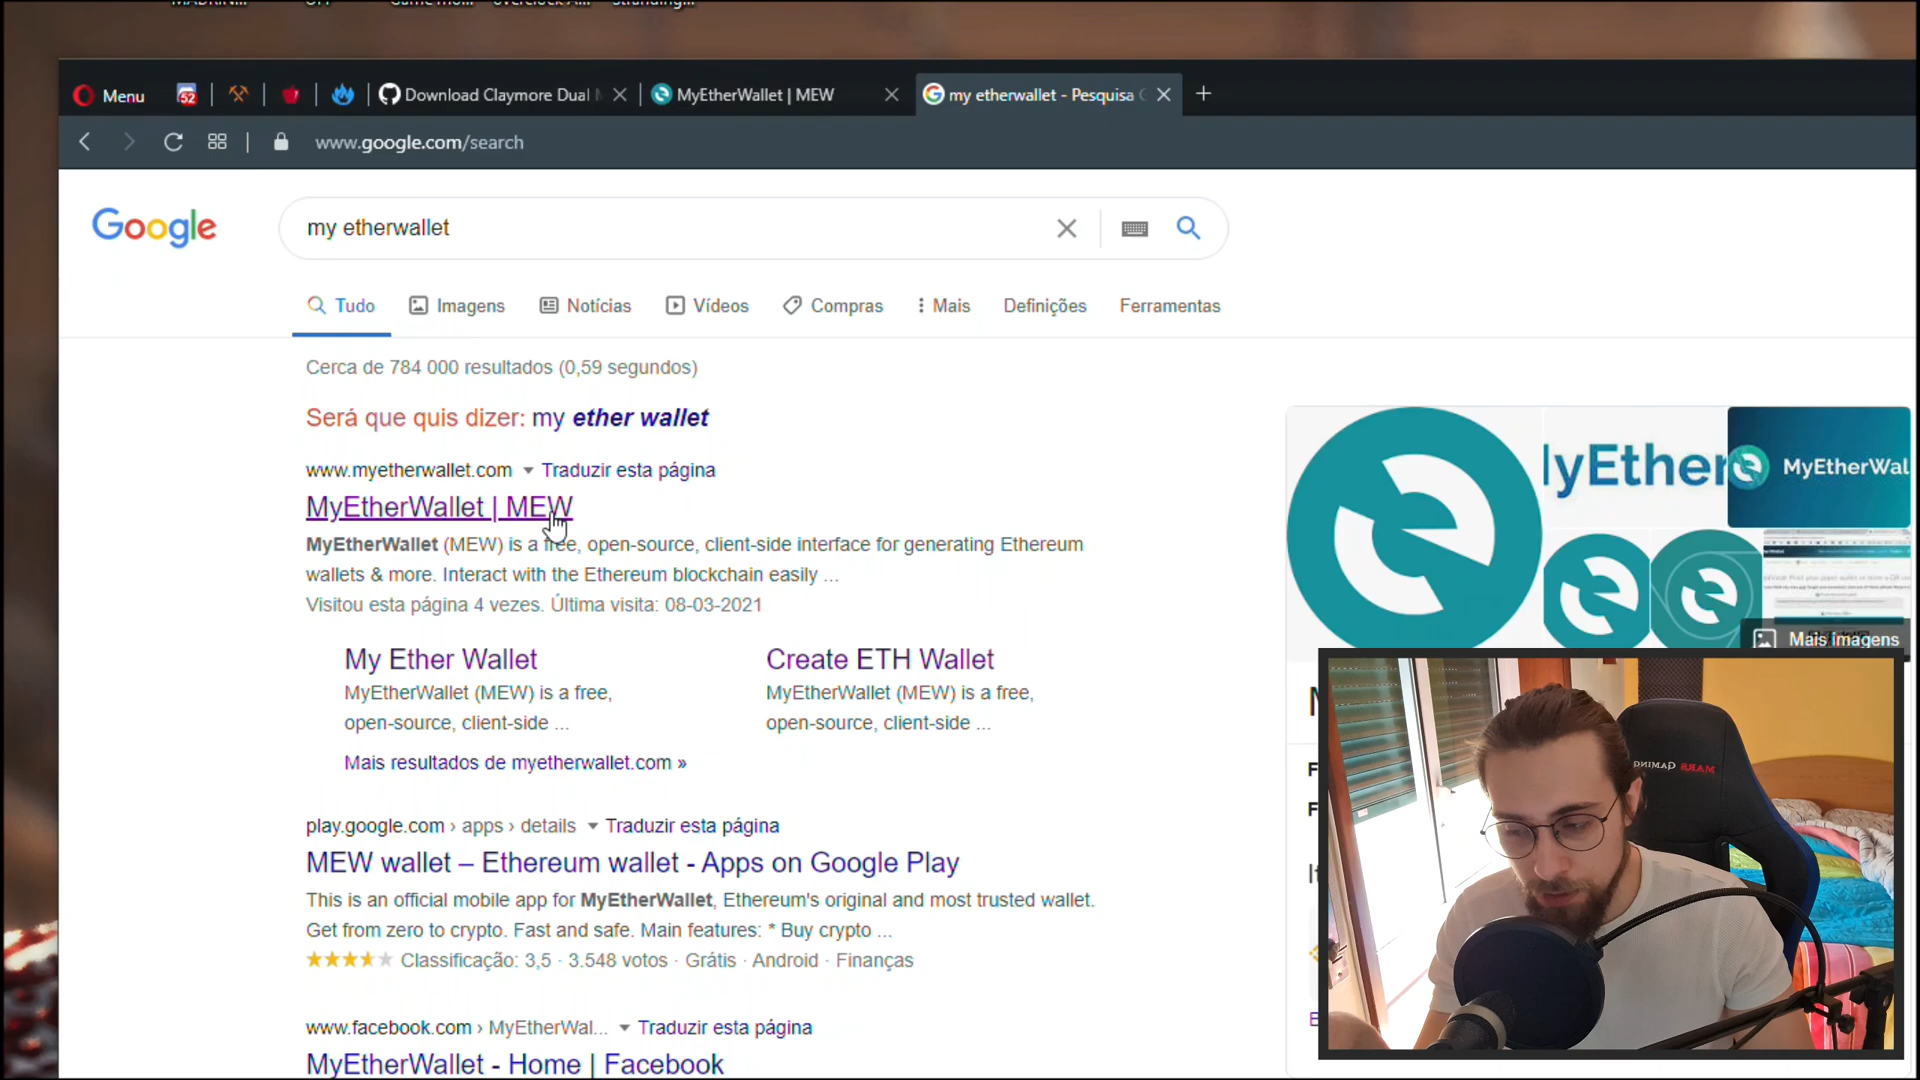 Menu
52
Download Claymore Dual
MyEtherWallet | MEW
my etherwallet - Pesquisa
www.google.com/search
Google
my etherwallet
Tudo
Imagens
Notícias
Vídeos
Compras
Mais
Definições
Ferramentas
Cerca de 784 000 resultados (0,59 segundos)
Será que quis dizer: my ether wallet
www.myetherwallet.com Traduzir esta página
MyEtherWallet | MEW
MyEtherWallet (MEW) is a free, open-source, client-side interface for generating Ethereum
wallets & more. Interact with the Ethereum blockchain easily ...
Visitou esta página 4 vezes. Última visita: 08-03-2021
My Ether Wallet
MyEtherWallet (MEW) is a free,
open-source, client-side ...
Create ETH Wallet
MyEtherWallet (MEW) is a free,
open-source, client-side ...
Mais resultados de myetherwallet.com »
play.google.com › apps › details Traduzir esta página
MEW wallet – Ethereum wallet - Apps on Google Play
This is an official mobile app for MyEtherWallet, Ethereum's original and most trusted wallet.
Get from zero to crypto. Fast and safe. Main features: * Buy crypto ...
Classificação: 3,5 · 3.548 votos · Grátis · Android · Finanças
www.facebook.com › MyEtherWal... Traduzir esta página
MyEtherWallet - Home | Facebook
lyEther
MyEtherWal
Mais imagens
MARS GAMING